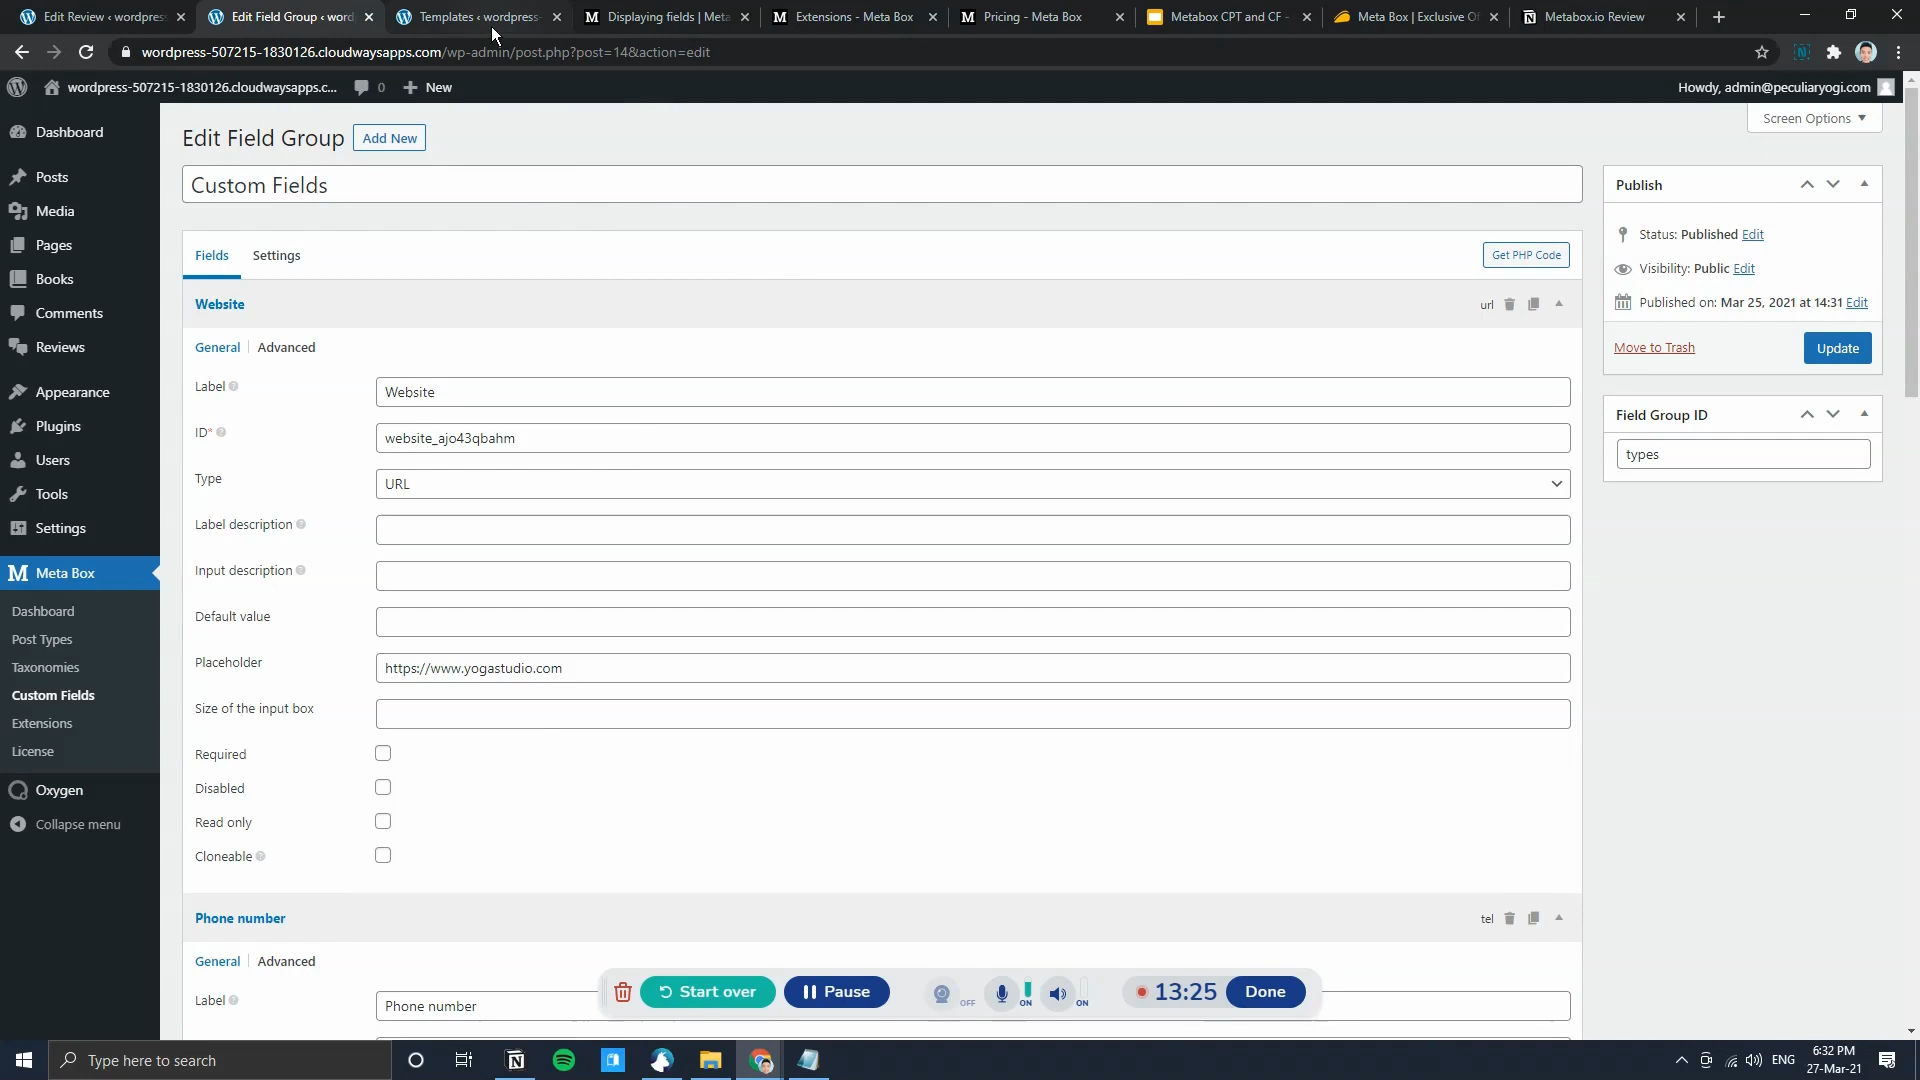 Edit Review ‹ wordpress
Edit Field Group ‹ word
Templates ‹ wordpress-
Displaying fields | Meta
Extensions - Meta Box
Pricing - Meta Box
Metabox CPT and CF -
Meta Box | Exclusive Of
Metabox.io Review
wordpress-507215-1830126.cloudwaysapps.com/wp-admin/post.php?post=14&action=edit
wordpress-507215-1830126.cloudwaysapps.c...
0
New
Howdy, admin@peculiaryogi.com
Dashboard
Posts
Media
Pages
Books
Comments
Reviews
Appearance
Plugins
Users
Tools
Settings
Meta Box
Dashboard
Post Types
Taxonomies
Custom Fields
Extensions
License
Oxygen
Collapse menu
Edit Field Group
Add New
Screen Options
Custom Fields
Fields
Settings
Get PHP Code
Website
url
General
Advanced
Label
Website
ID*
website_ajo43qbahm
Type
URL
Label description
Input description
Default value
Placeholder
https://www.yogastudio.com
Size of the input box
Required
Disabled
Read only
Cloneable
Phone number
tel
General
Advanced
Label
Phone number
Publish
Status: Published Edit
Visibility: Public Edit
Published on: Mar 25, 2021 at 14:31 Edit
Move to Trash
Update
Field Group ID
types
Start over
Pause
OFF
ON
ON
13:25
Done
Type here to search
ENG
6:32 PM
27-Mar-21